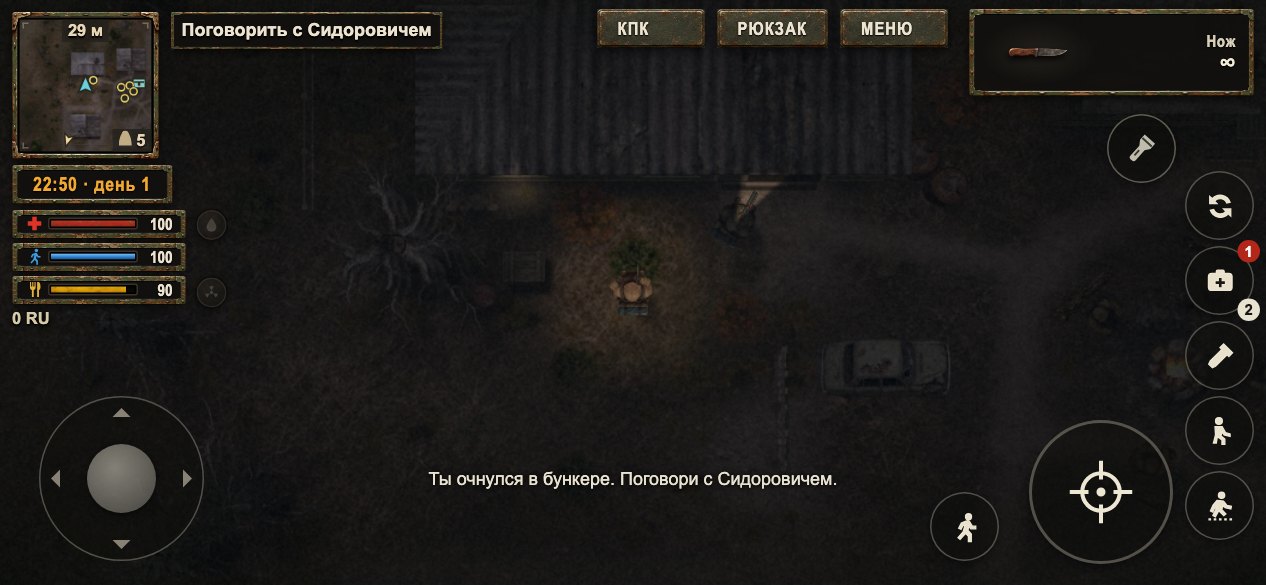 29 м
Поговорить с Сидоровичем
КПК
РЮКЗАК
МЕНЮ
Нож
∞
5
22:50 · день 1
100
100
90
0 RU
1
2
Ты очнулся в бункере. Поговори с Сидоровичем.